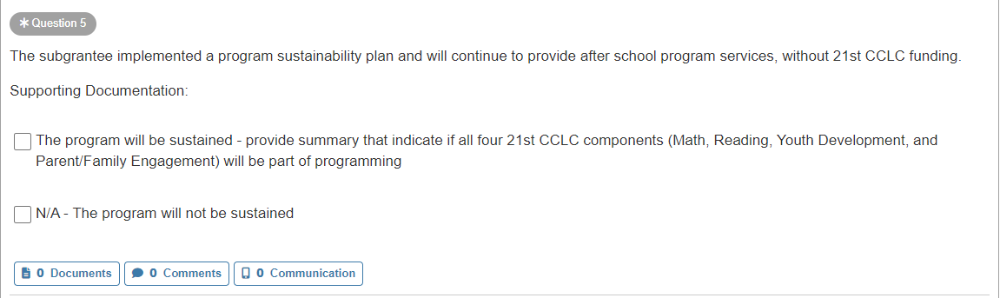 * Question 5
The subgrantee implemented a program sustainability plan and will continue to provide after school program services, without 21st CCLC funding.
Supporting Documentation:
The program will be sustained - provide summary that indicate if all four 21st CCLC components (Math, Reading, Youth Development, and
Parent/Family Engagement) will be part of programming
N/A - The program will not be sustained
0 Documents 0 Comments 0 Communication